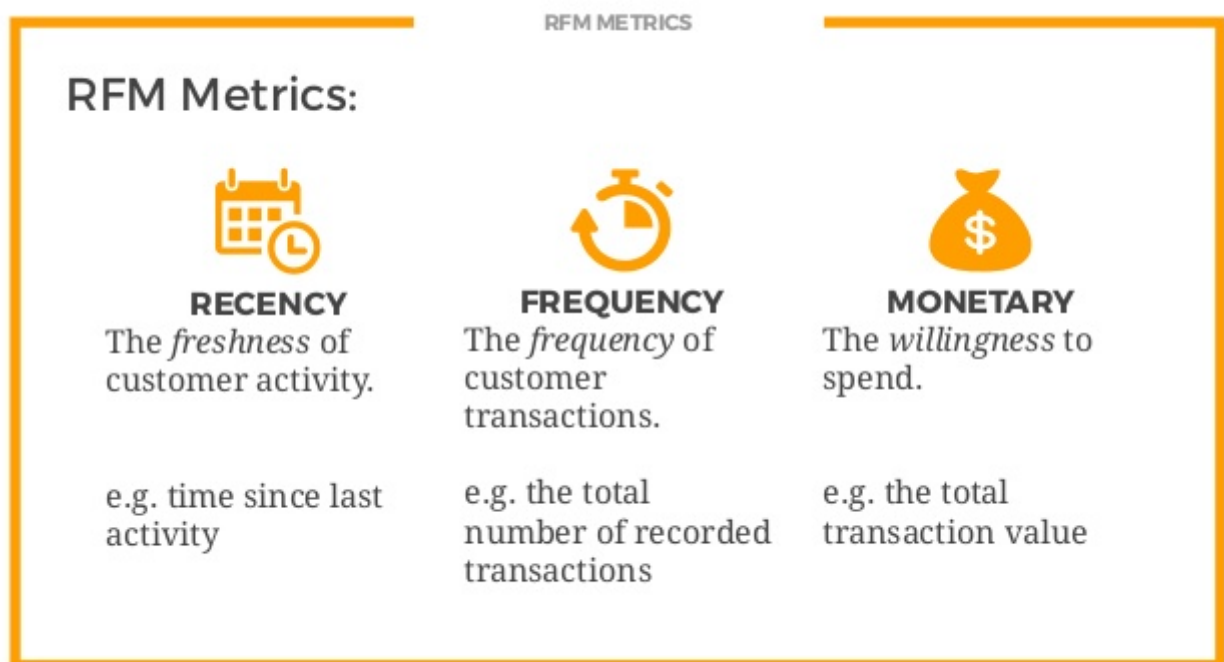 RFM METRICS
RFM Metrics:
$
RECENCY
The freshness of
customer activity.
e.g. time since last
activity
FREQUENCY
The frequency of
customer
transactions.
e.g. the total
number of recorded
transactions
MONETARY
The willingness to
spend.
e.g. the total
transaction value